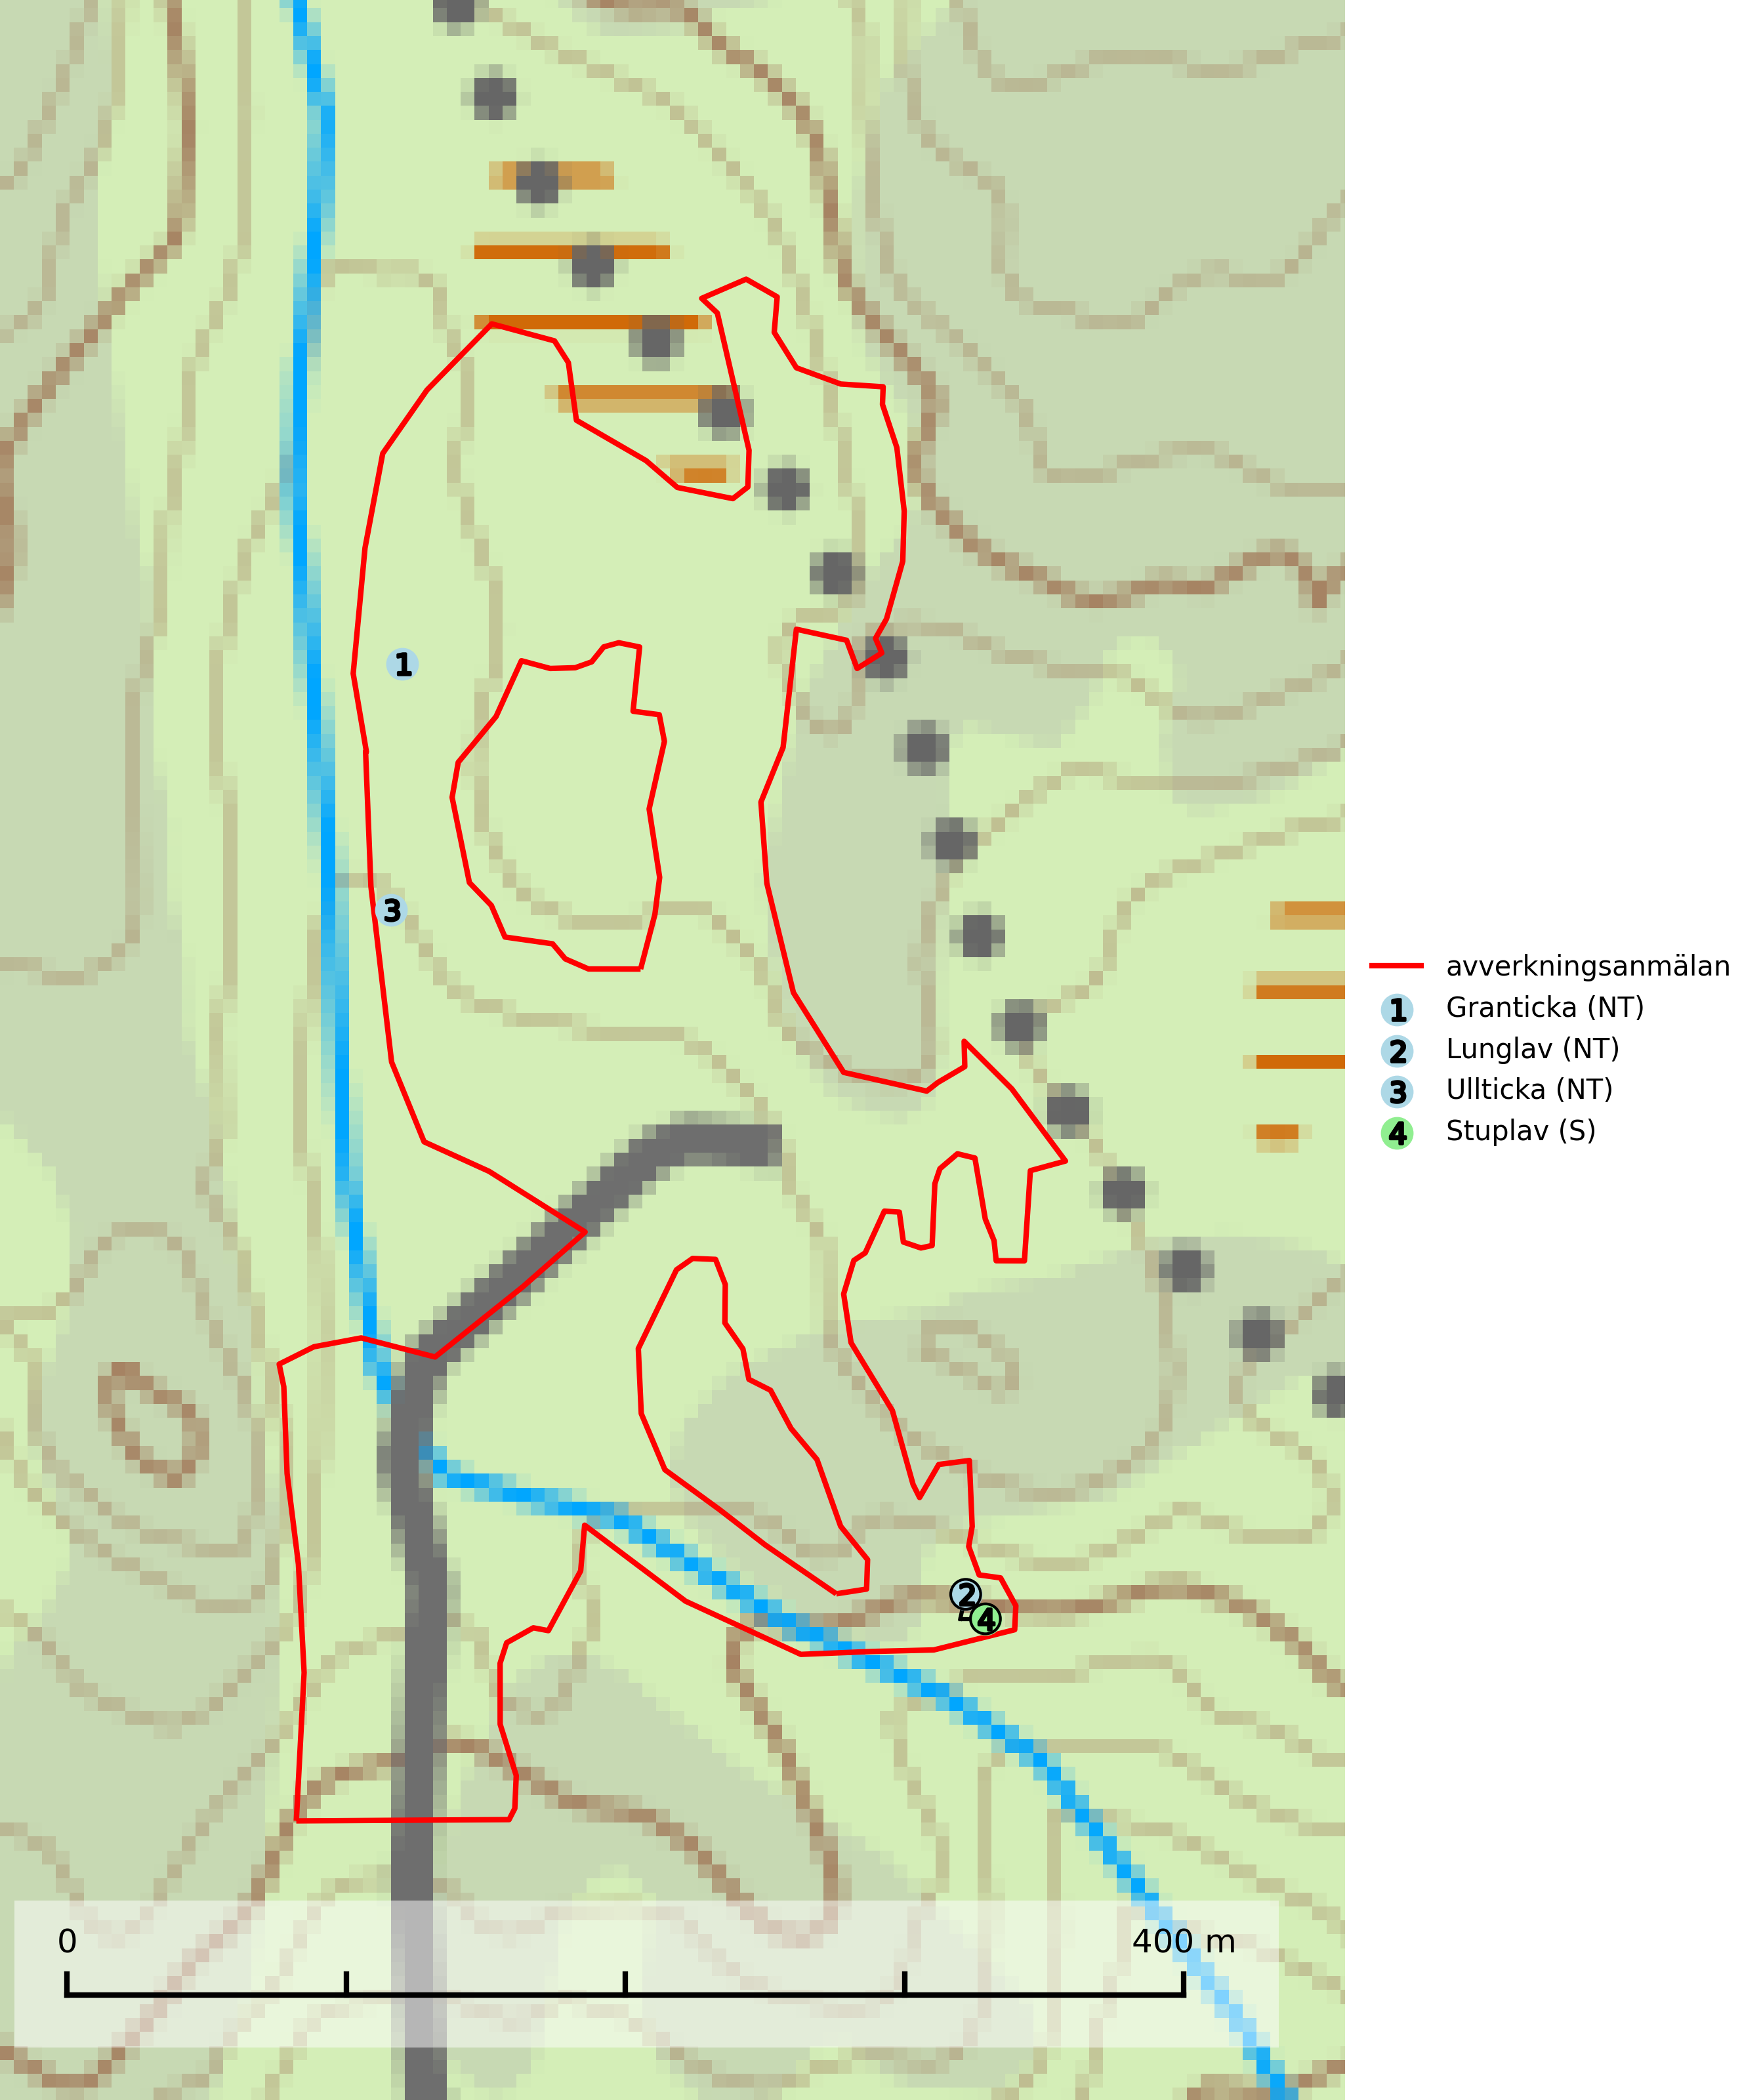 1
3
2
4
0 400 m
avverkningsanmälan
1 Granticka (NT)
2 Lunglav (NT)
3 Ullticka (NT)
4 Stuplav (S)